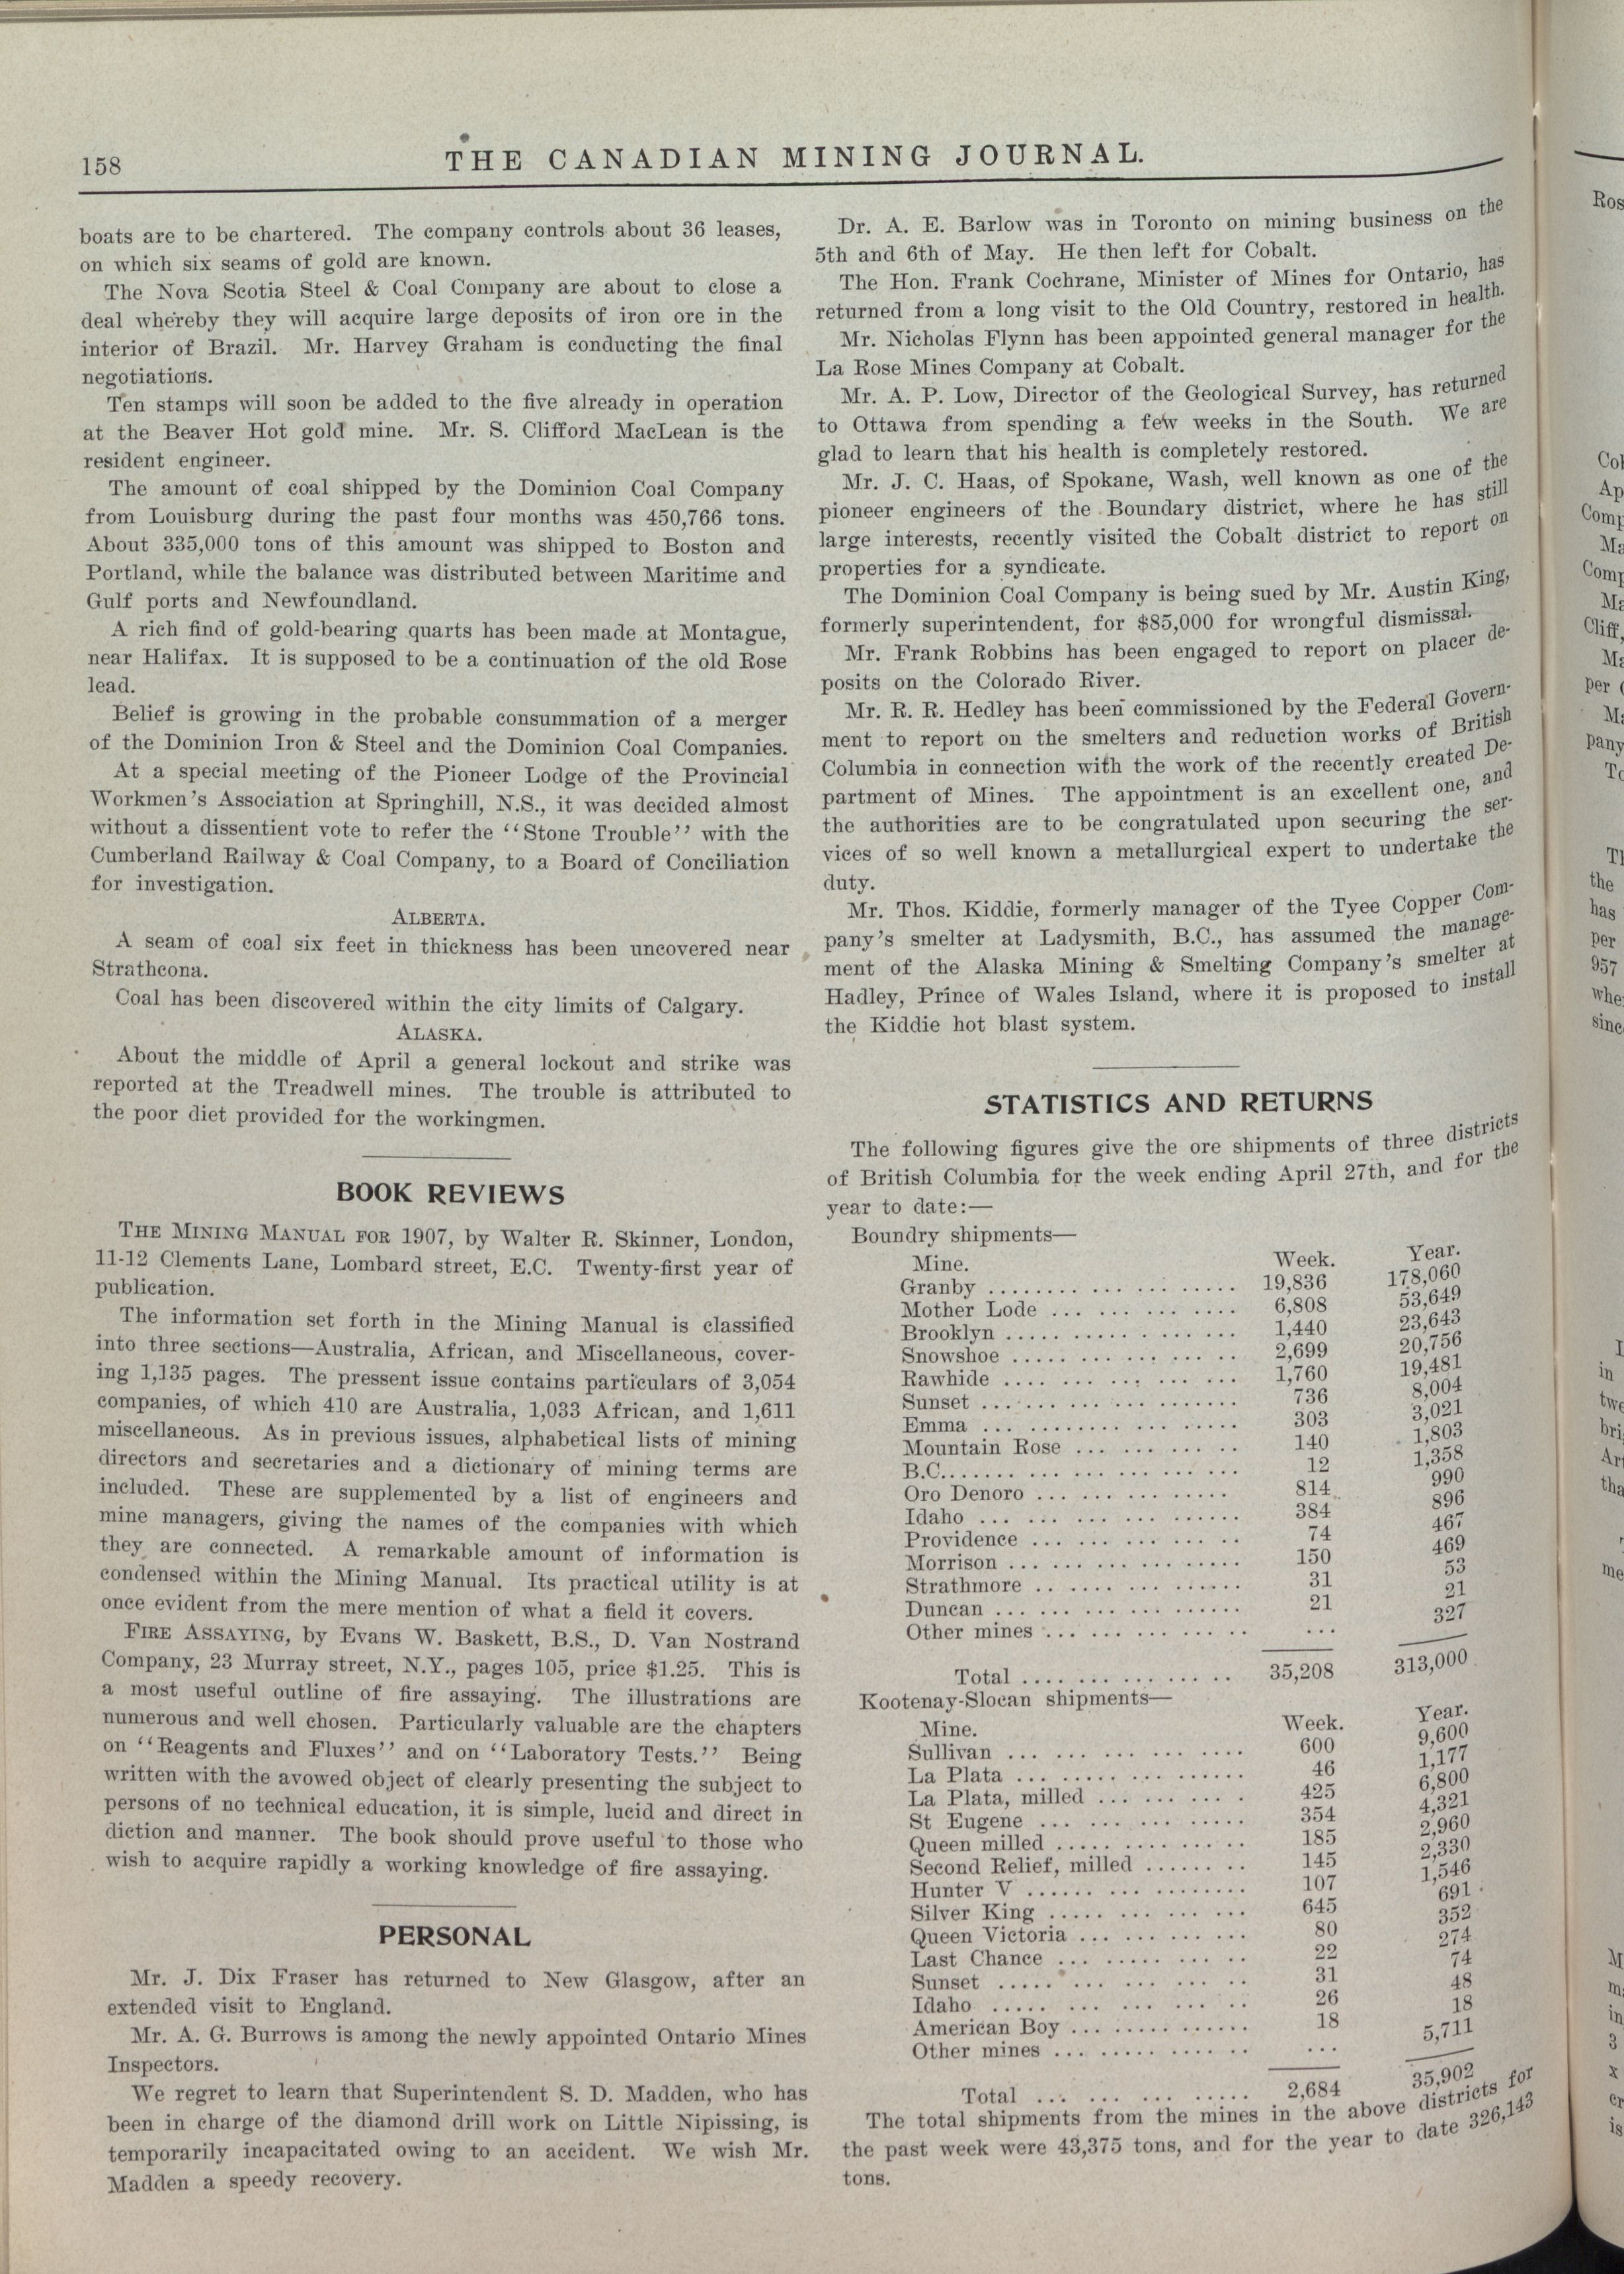 158
THE CANADIAN MINING JOURNAL.
boats are to be chartered. The company controls about 36 leases,
on which six seams of gold are known.
The Nova Scotia Steel & Coal Company are about to close a
deal whereby they will acquire large deposits of iron ore in the
interior of Brazil. Mr. Harvey Graham is conducting the final
negotiations.
Ten stamps will soon be added to the five already in operation
at the Beaver Hot gold mine. Mr. S. Clifford MacLean is the
resident engineer.
The amount of coal shipped by the Dominion Coal Company
from Louisburg during the past four months was 450,766 tons.
About 335,000 tons of this amount was shipped to Boston and
Portland, while the balance was distributed between Maritime and
Gulf ports and Newfoundland.
A rich find of gold-bearing quarts has been made at Montague,
near Halifax. It is supposed to be a continuation of the old Rose
lead.
Belief is growing in the probable consummation of a merger
of the Dominion Iron & Steel and the Dominion Coal Companies.
At a special meeting of the Pioneer Lodge of the Provincial
Workmen's Association at Springhill, N.S., it was decided almost
without a dissentient vote to refer the ''Stone Trouble'' with the
Cumberland Railway & Coal Company, to a Board of Conciliation
for investigation.
ALBERTA.
A seam of coal six feet in thickness has been uncovered near
Strathcona.
Coal has been discovered within the city limits of Calgary.
ALASKA.
About the middle of April a general lockout and strike was
reported at the Treadwell mines. The trouble is attributed to
the poor diet provided for the workingmen.
BOOK REVIEWS
THE MINING MANUAL FOR 1907, by Walter R. Skinner, London,
11-12 Clements Lane, Lombard street, E.C. Twenty-first year of
publication.
The information set forth in the Mining Manual is classified
into three sections—Australia, African, and Miscellaneous, cover-
ing 1,135 pages. The pressent issue contains particulars of 3,054
companies, of which 410 are Australia, 1,033 African, and 1,611
miscellaneous. As in previous issues, alphabetical lists of mining
directors and secretaries and a dictionary of mining terms are
included. These are supplemented by a list of engineers and
mine managers, giving the names of the companies with which
they are connected. A remarkable amount of information is
condensed within the Mining Manual. Its practical utility is at
once evident from the mere mention of what a field it covers.
FIRE ASSAYING, by Evans W. Baskett, B.S., D. Van Nostrand
Company, 23 Murray street, N.Y., pages 105, price $1.25. This is
a most useful outline of fire assaying. The illustrations are
numerous and well chosen. Particularly valuable are the chapters
on ''Reagents and Fluxes'' and on ''Laboratory Tests.'' Being
written with the avowed object of clearly presenting the subject to
persons of no technical education, it is simple, lucid and direct in
diction and manner. The book should prove useful to those who
wish to acquire rapidly a working knowledge of fire assaying.
PERSONAL
Mr. J. Dix Fraser has returned to New Glasgow, after an
extended visit to England.
Mr. A. G. Burrows is among the newly appointed Ontario Mines
Inspectors.
We regret to learn that Superintendent S. D. Madden, who has
been in charge of the diamond drill work on Little Nipissing, is
temporarily incapacitated owing to an accident. We wish Mr.
Madden a speedy recovery.
Dr. A. E. Barlow was in Toronto on mining business on the
5th and 6th of May. He then left for Cobalt.
The Hon. Frank Cochrane, Minister of Mines for Ontario, has
returned from a long visit to the Old Country, restored in health.
Mr. Nicholas Flynn has been appointed general manager for the
La Rose Mines Company at Cobalt.
Mr. A. P. Low, Director of the Geological Survey, has returned
to Ottawa from spending a few weeks in the South. We are
glad to learn that his health is completely restored.
Mr. J. C. Haas, of Spokane, Wash, well known as one of the
pioneer engineers of the Boundary district, where he has still
large interests, recently visited the Cobalt district to report on
properties for a syndicate.
The Dominion Coal Company is being sued by Mr. Austin King,
formerly superintendent, for $85,000 for wrongful dismissal.
Mr. Frank Robbins has been engaged to report on placer de-
posits on the Colorado River.
Mr. R. R. Hedley has been commissioned by the Federal Govern-
ment to report on the smelters and reduction works of British
Columbia in connection with the work of the recently created De-
partment of Mines. The appointment is an excellent one, and
the authorities are to be congratulated upon securing the ser-
vices of so well known a metallurgical expert to undertake the
duty.
Mr. Thos. Kiddie, formerly manager of the Tyee Copper Com-
pany's smelter at Ladysmith, B.C., has assumed the manage-
ment of the Alaska Mining & Smelting Company's smelter at
Hadley, Prince of Wales Island, where it is proposed to install
the Kiddie hot blast system.
STATISTICS AND RETURNS
The following figures give the ore shipments of three districts
of British Columbia for the week ending April 27th, and for the
year to date:—
Boundry shipments—
Mine. Week. Year.
Granby ........ ... ... ..... 19,836 178,060
Mother Lode ... ... ... .... 6,808 53,649
Brooklyn ..... ...... ... ... 1,440 23,643
Snowshoe ..... ... ... ... .. 2,699 20,756
Rawhide .... ... ... ... ... 1,760 19,481
Sunset ... ... ... ... ...... 736 8,004
Emma ... ......... ... ..... 303 3,021
Mountain Rose ... ... ... .. 140 1,803
B.C........ ... ... ... ... ... 12 1,358
Oro Denoro ... ... ... ..... 814 990
Idaho ... ... ... ... ...... 384 896
Providence ... ... ... ... .. 74 467
Morrison ... ... ... ... .... 150 469
Strathmore .. ...... ... ..... 31 53
Duncan ... ... ... ... ..... 21 21
Other mines ... ... ... ... .. ... 327
Total .... ... ... ... .. 35,208 313,000
Kootenay-Slocan shipments—
Mine. Week. Year.
Sullivan ... ... ... ... .... 600 9,600
La Plata ... ...... ... ...... 46 1,177
La Plata, milled ... ... ... . 425 6,800
St Eugene ... ... ... ..... 354 4,321
Queen milled ..... ... ... ... 185 2,960
Second Relief, milled ..... .. 145 2,330
Hunter V ...... ... ........ 107 1,546
Silver King ..... ... ... ... 645 691
Queen Victoria ... ... ... ... 80 352
Last Chance ... ...... ... .. 22 274
Sunset ..... ... ... ... .. 31 74
Idaho ..... ... ... ... .. 26 48
American Boy ... ... ... ..... 18 18
Other mines ... ...... ... .. ... 5,711
Total ... ... ... ..... 2,684 35,902
The total shipments from the mines in the above districts for
the past week were 43,375 tons, and for the year to date 326,143
tons.